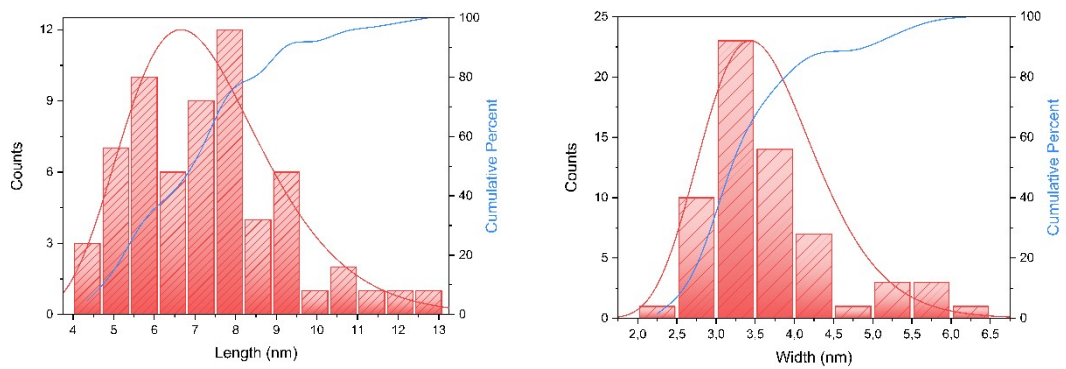 12
9
6
3
0
Counts
100
80
60
40
20
0
Cumulative Percent
4 5 6 7 8 9 10 11 12 13
Length (nm)
25
20
15
10
5
0
Counts
100
80
60
40
20
0
Cumulative Percent
2,0 2,5 3,0 3,5 4,0 4,5 5,0 5,5 6,0 6,5
Width (nm)